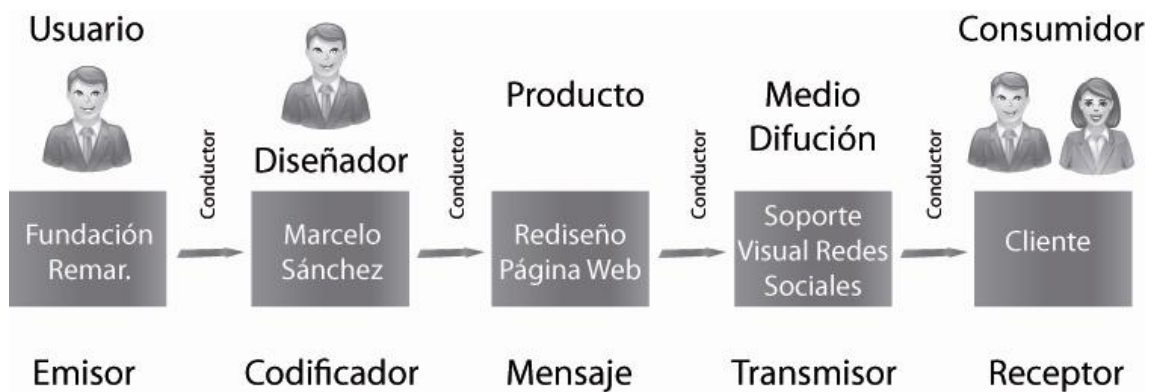 Usuario
Diseñador
Producto
Medio
Difución
Consumidor
Conductor
Conductor
Conductor
Conductor
Fundación
Remar.
Marcelo
Sánchez
Rediseño
Página Web
Soporte
Visual Redes
Sociales
Cliente
Emisor
Codificador
Mensaje
Transmisor
Receptor